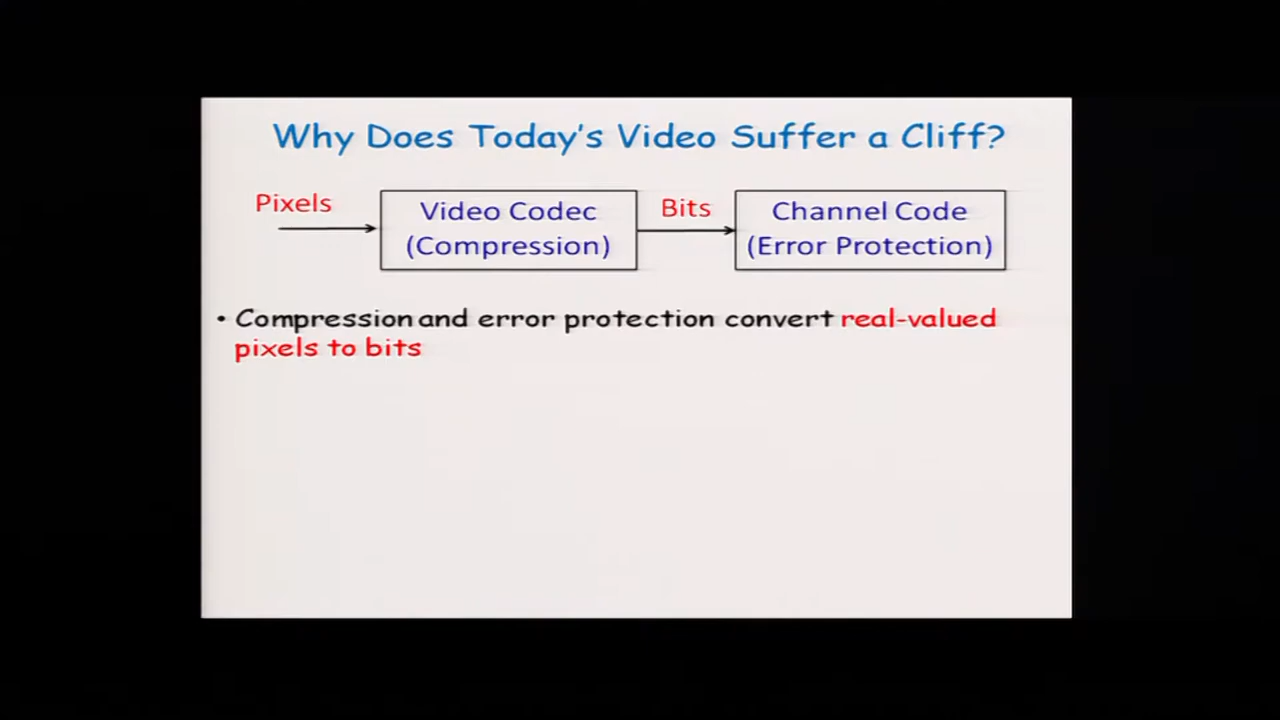 Why Does Today's Video Suffer a Cliff?
Pixels
Video Codec
(Compression)
Bits
Channel Code
(Error Protection)
• Compression and error protection convert real-valued
pixels to bits